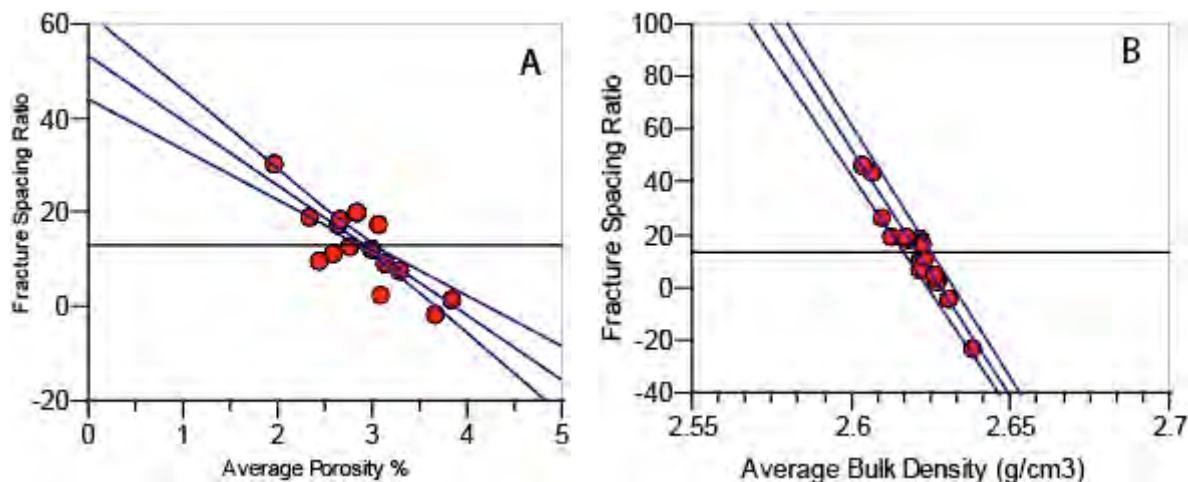 60
40
20
0
-20
Fracture Spacing Ratio
A
0 1 2 3 4 5
Average Porosity %
100
80
60
40
20
0
-20
-40
Fracture Spacing Ratio
B
2.55 2.6 2.65 2.7
Average Bulk Density (g/cm3)